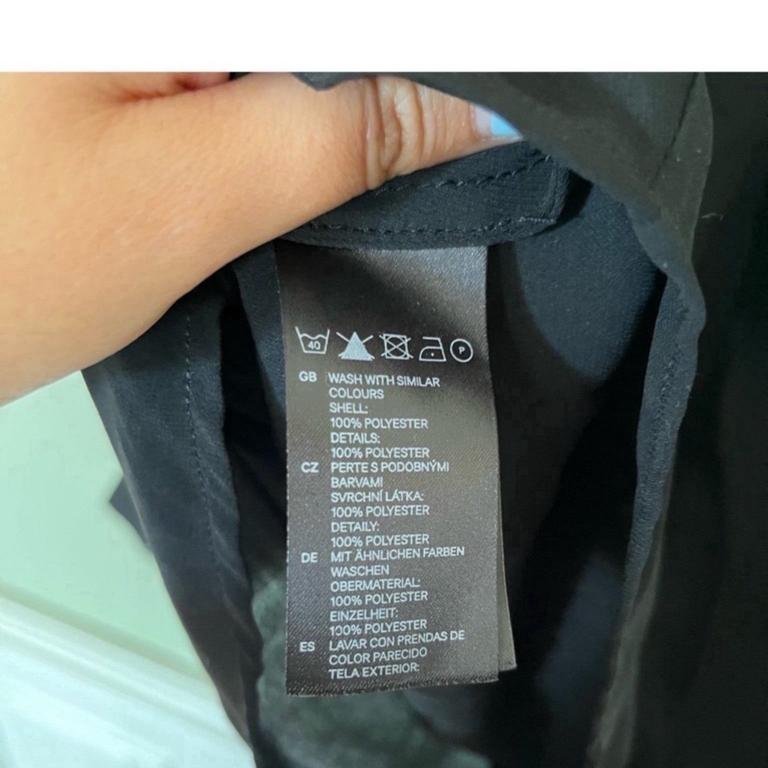 40 P
GB WASH WITH SIMILAR
COLOURS
SHELL:
100% POLYESTER
DETAILS:
100% POLYESTER
CZ PERTE S PODOBNÝMI
BARVAMI
SVRCHNÍ LÁTKA:
100% POLYESTER
DETAILY:
100% POLYESTER
DE MIT ÄHNLICHEN FARBEN
WASCHEN
OBERMATERIAL:
100% POLYESTER
EINZELHEIT:
100% POLYESTER
ES LAVAR CON PRENDAS DE
COLOR PARECIDO
TELA EXTERIOR: